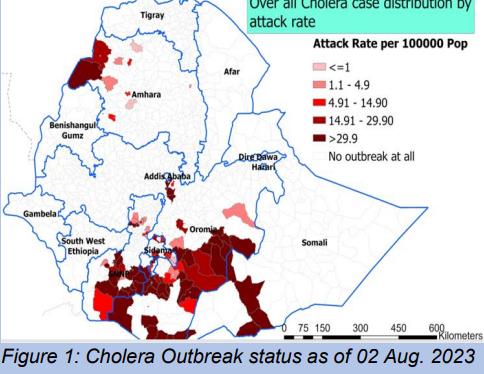 Over all Cholera case distribution by
attack rate
Attack Rate per 100000 Pop
<=1
1.1 - 4.9
4.91 - 14.90
14.91 - 29.90
>29.9
No outbreak at all
Tigray
Afar
Amhara
Benishangul
Gumz
Dire Dawa
Harari
Addis Ababa
Gambela
South West
Ethiopia
Oromia
Sidama
Somali
0 75 150 300 450 600
Kilometers
Figure 1: Cholera Outbreak status as of 02 Aug. 2023